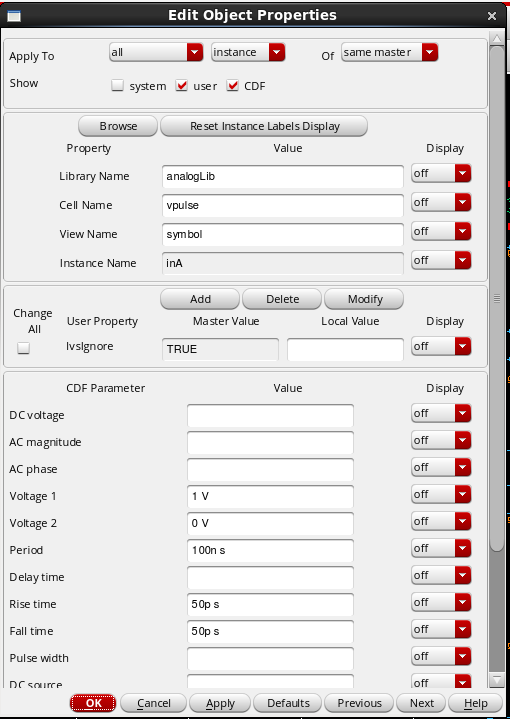 Edit Object Properties
Apply To all instance Of same master
Show system user CDF
Browse Reset Instance Labels Display
Property Value Display
Library Name analogLib off
Cell Name vpulse off
View Name symbol off
Instance Name inA off
Add Delete Modify
Change All User Property Master Value Local Value Display
lvsIgnore TRUE off
CDF Parameter Value Display
DC voltage off
AC magnitude off
AC phase off
Voltage 1 1 V off
Voltage 2 0 V off
Period 100n s off
Delay time off
Rise time 50p s off
Fall time 50p s off
Pulse width off
DC source off
OK Cancel Apply Defaults Previous Next Help